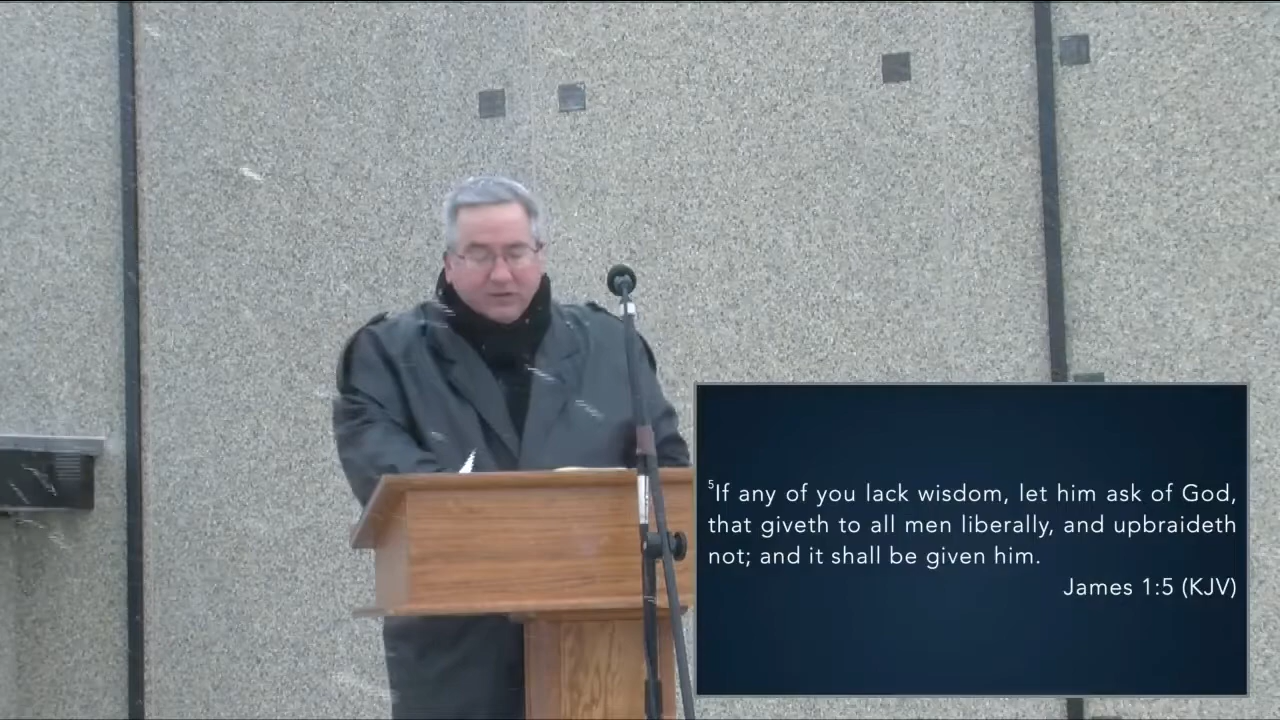 ⁵If any of you lack wisdom, let him ask of God,
that giveth to all men liberally, and upbraideth
not; and it shall be given him.
James 1:5 (KJV)